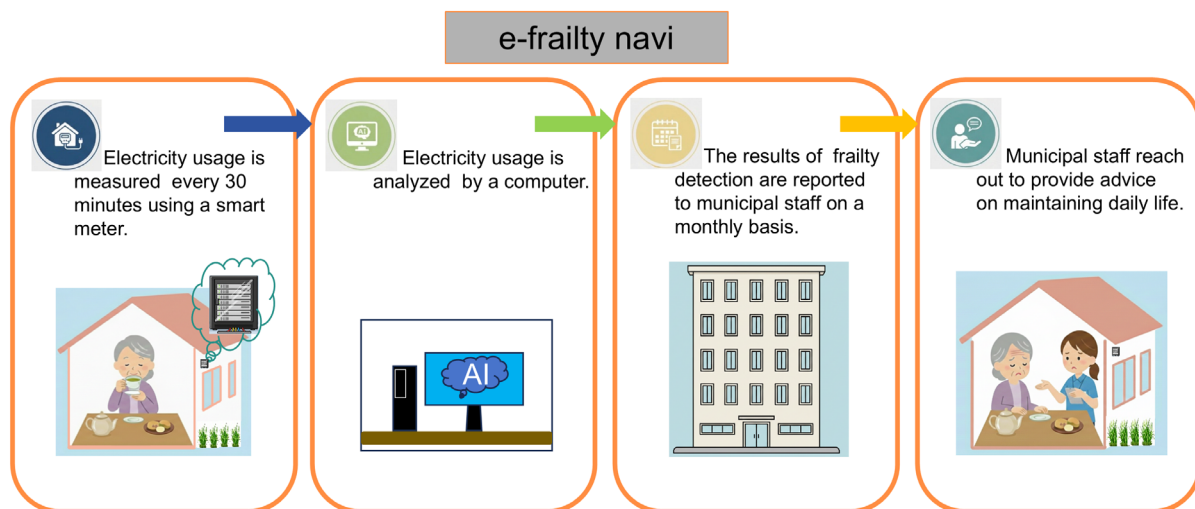 e-frailty navi
Electricity usage is
measured every 30
minutes using a smart
meter.
AI
Electricity usage is
analyzed by a computer.
AI
The results of frailty
detection are reported
to municipal staff on a
monthly basis.
Municipal staff reach
out to provide advice
on maintaining daily life.